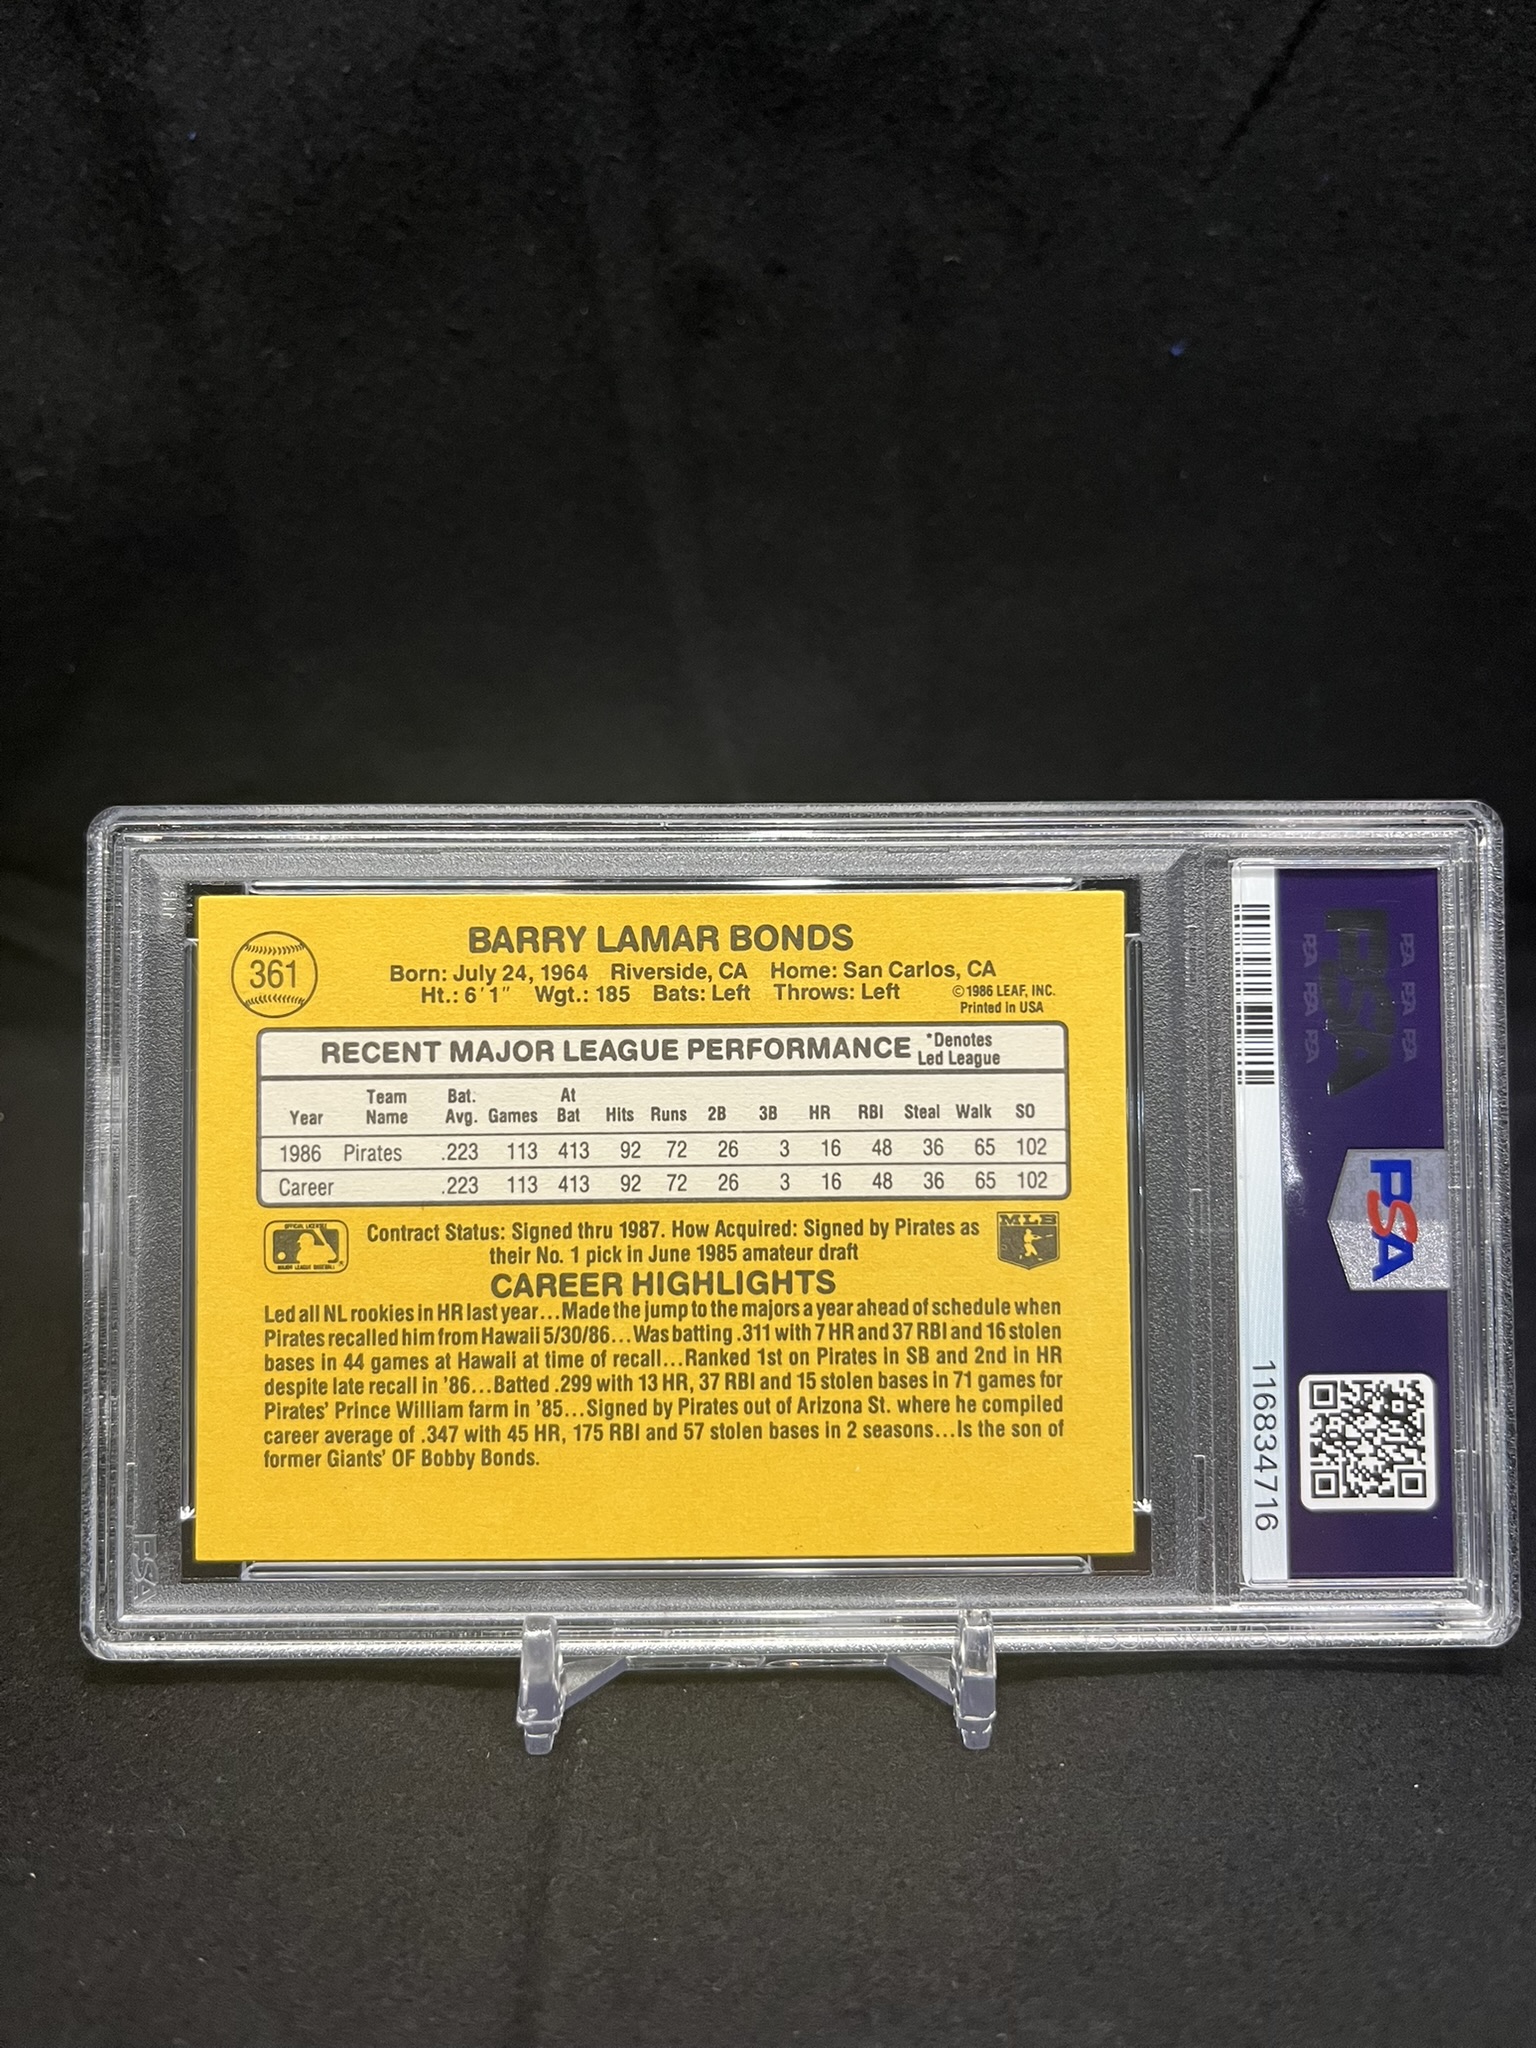 361
BARRY LAMAR BONDS
Born: July 24, 1964 Riverside, CA Home: San Carlos, CA
Ht.: 6'1" Wgt.: 185 Bats: Left Throws: Left ©1986 LEAF, INC.
Printed in USA
RECENT MAJOR LEAGUE PERFORMANCE *Denotes
Led League
Year Team Name Bat. Avg. Games At Bat Hits Runs 2B 3B HR RBI Steal Walk SO
1986 Pirates .223 113 413 92 72 26 3 16 48 36 65 102
Career .223 113 413 92 72 26 3 16 48 36 65 102
Contract Status: Signed thru 1987. How Acquired: Signed by Pirates as
their No. 1 pick in June 1985 amateur draft
MLB
CAREER HIGHLIGHTS
Led all NL rookies in HR last year...Made the jump to the majors a year ahead of schedule when
Pirates recalled him from Hawaii 5/30/86...Was batting .311 with 7 HR and 37 RBI and 16 stolen
bases in 44 games at Hawaii at time of recall...Ranked 1st on Pirates in SB and 2nd in HR
despite late recall in '86...Batted .299 with 13 HR, 37 RBI and 15 stolen bases in 71 games for
Pirates' Prince William farm in '85...Signed by Pirates out of Arizona St. where he compiled
career average of .347 with 45 HR, 175 RBI and 57 stolen bases in 2 seasons...Is the son of
former Giants' OF Bobby Bonds.
PSA
PSA
PSA
116834716